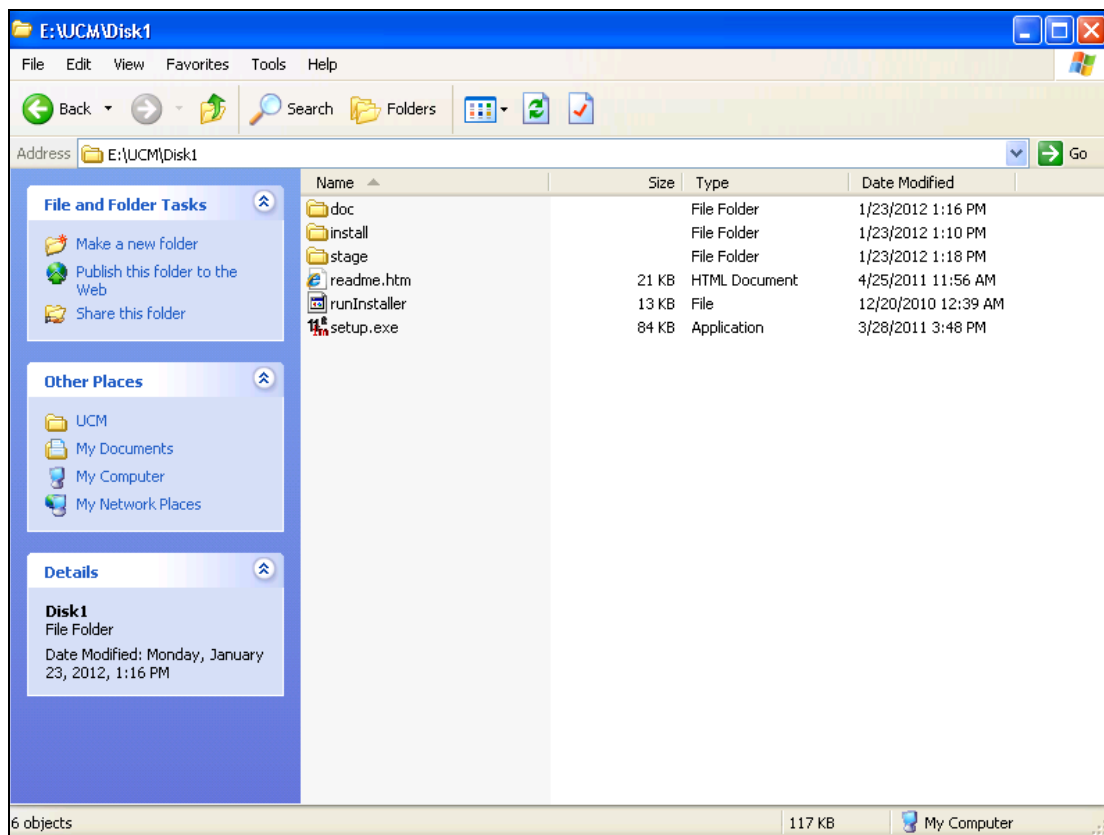 E:\UCM\Disk1
File Edit View Favorites Tools Help
Back Search Folders
Address E:\UCM\Disk1 Go
File and Folder Tasks
Make a new folder
Publish this folder to the
Web
Share this folder
Other Places
UCM
My Documents
My Computer
My Network Places
Details
Disk1
File Folder
Date Modified: Monday, January
23, 2012, 1:16 PM
Name Size Type Date Modified
doc File Folder 1/23/2012 1:16 PM
install File Folder 1/23/2012 1:10 PM
stage File Folder 1/23/2012 1:18 PM
readme.htm 21 KB HTML Document 4/25/2011 11:56 AM
runInstaller 13 KB File 12/20/2010 12:39 AM
setup.exe 84 KB Application 3/28/2011 3:48 PM
6 objects 117 KB My Computer